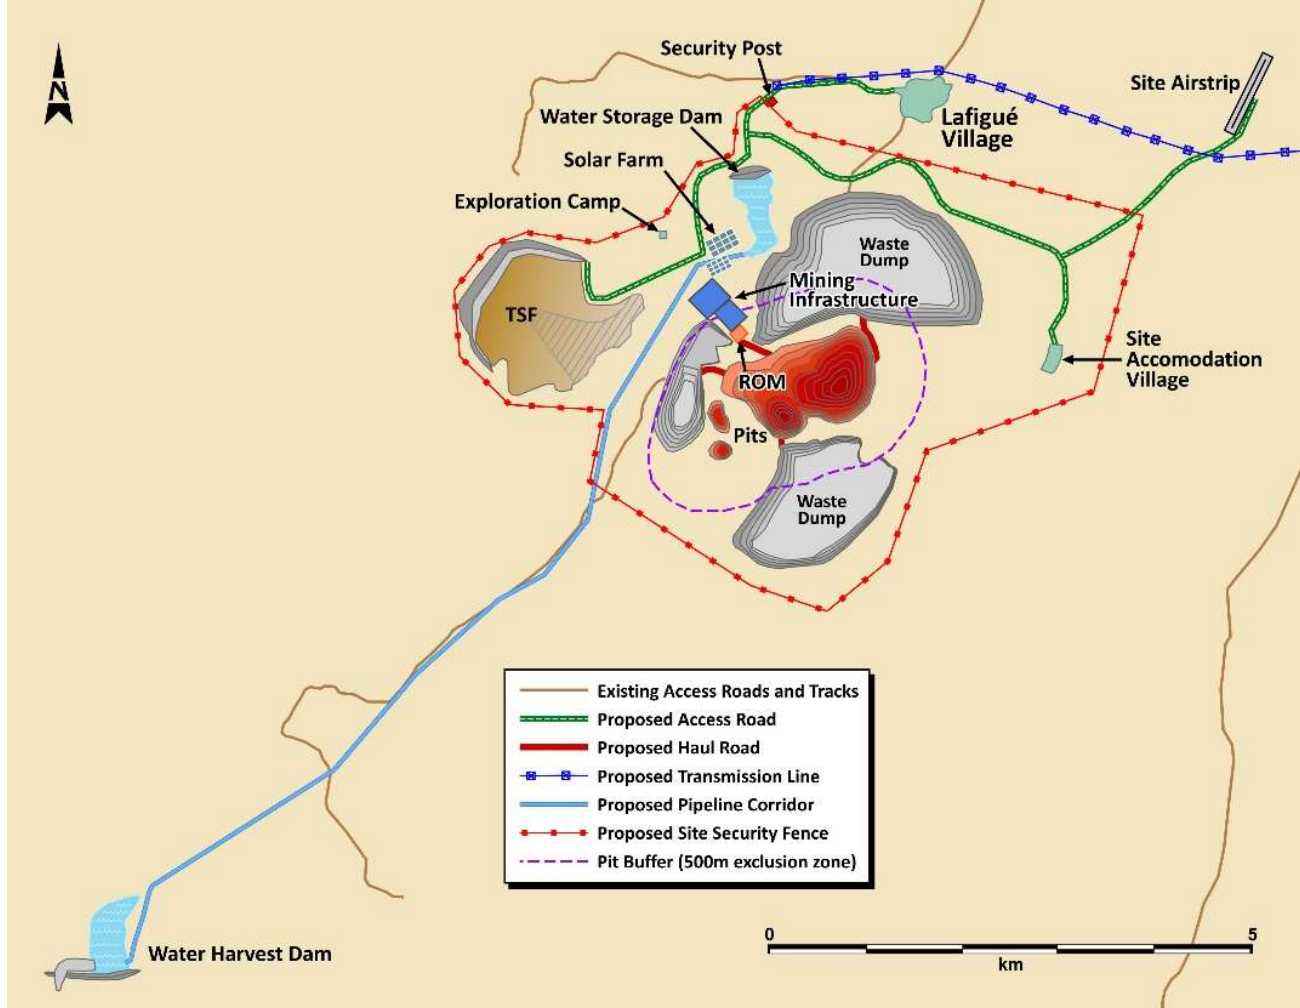 N
Security Post
Site Airstrip
Water Storage Dam
Lafigué
Village
Solar Farm
Exploration Camp
Waste
Dump
Mining
Infrastructure
TSF
Site
Accomodation
Village
ROM
Pits
Waste
Dump
Existing Access Roads and Tracks
Proposed Access Road
Proposed Haul Road
Proposed Transmission Line
Proposed Pipeline Corridor
Proposed Site Security Fence
Pit Buffer (500m exclusion zone)
Water Harvest Dam
0 5
km